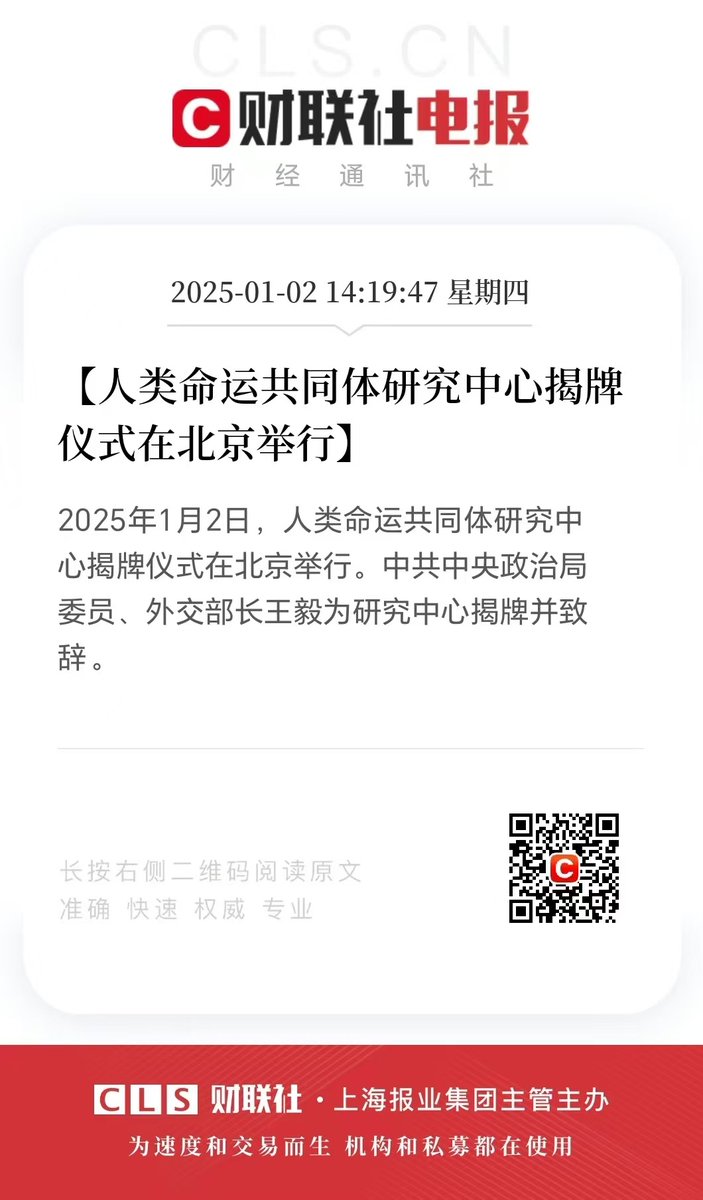 CLS.CN
C 财联社电报
财经通讯社
2025-01-02 14:19:47 星期四
【人类命运共同体研究中心揭牌
仪式在北京举行】
2025年1月2日，人类命运共同体研究中
心揭牌仪式在北京举行。中共中央政治局
委员、外交部长王毅为研究中心揭牌并致
辞。
长按右侧二维码阅读原文
准确 快速 权威 专业
C
CLS 财联社·上海报业集团主管主办
为速度和交易而生 机构和私募都在使用